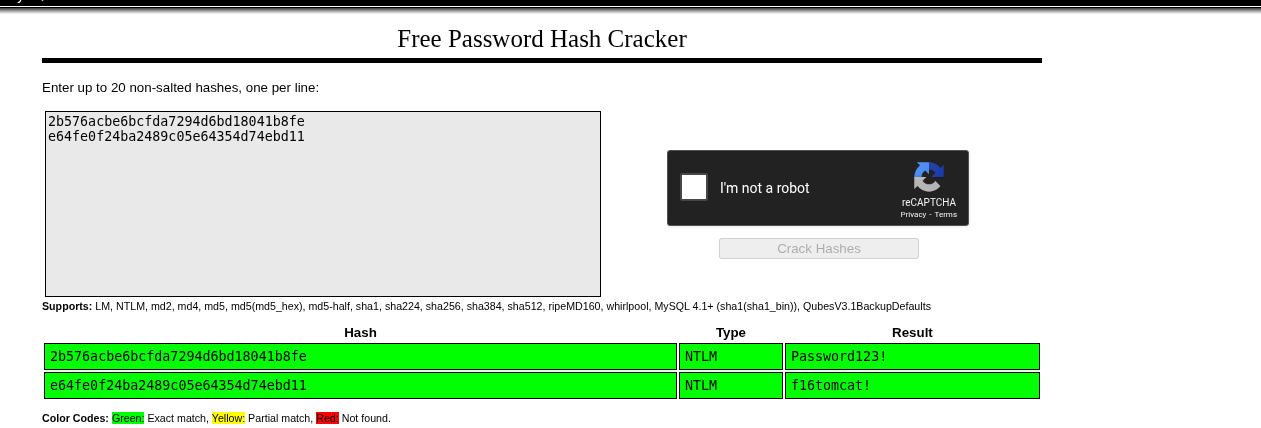 Free Password Hash Cracker
Enter up to 20 non-salted hashes, one per line:
2b576acbe6bcfda7294d6bd18041b8fe
e64fe0f24ba2489c05e64354d74ebd11
I'm not a robot
reCAPTCHA
Privacy - Terms
Crack Hashes
Supports: LM, NTLM, md2, md4, md5, md5(md5_hex), md5-half, sha1, sha224, sha256, sha384, sha512, ripeMD160, whirlpool, MySQL 4.1+ (sha1(sha1_bin)), QubesV3.1BackupDefaults
Hash Type Result
2b576acbe6bcfda7294d6bd18041b8fe NTLM Password123!
e64fe0f24ba2489c05e64354d74ebd11 NTLM f16tomcat!
Color Codes: Green: Exact match, Yellow: Partial match, Red: Not found.